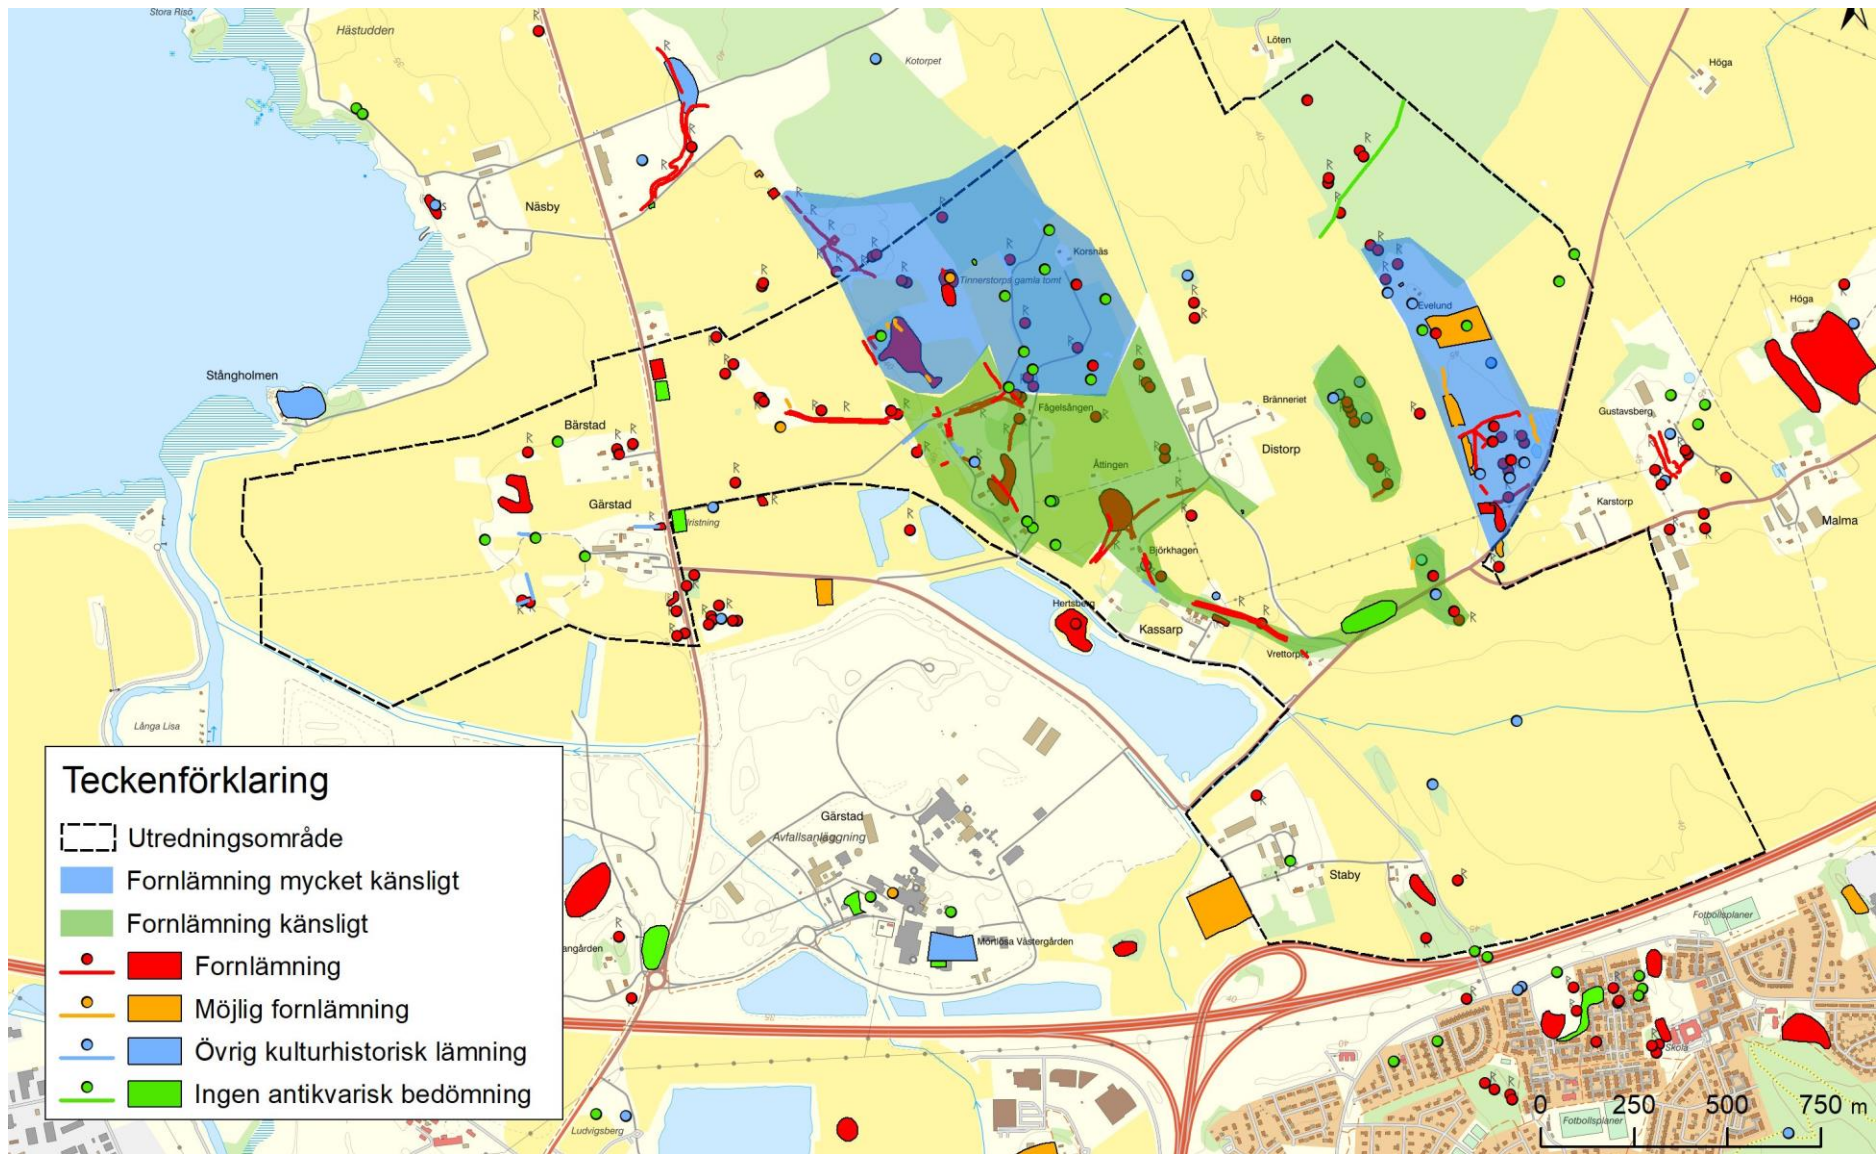 Stora Risö
Hästudden
Kotorpet
Löten
Höga
Näsby
Korsnäs
Tinnerstorps gamla tomt
Evelund
Höga
Stångholmen
Bärstad
Fågelsången
Bränneriet
Gustavsberg
Distorp
Åttingen
Gärstad
Karstorp
Malma
Björkhagen
Hertsberg
Kassarp
Vrettorp
Långa Lisa
Gärstad
Avfallsanläggning
Staby
Mörtlösa Västergården
Fotbollsplaner
Skola
Ludvigsberg
Fotbollsplaner
Teckenförklaring
Utredningsområde
Fornlämning mycket känsligt
Fornlämning känsligt
Fornlämning
Möjlig fornlämning
Övrig kulturhistorisk lämning
Ingen antikvarisk bedömning
0 250 500 750 m